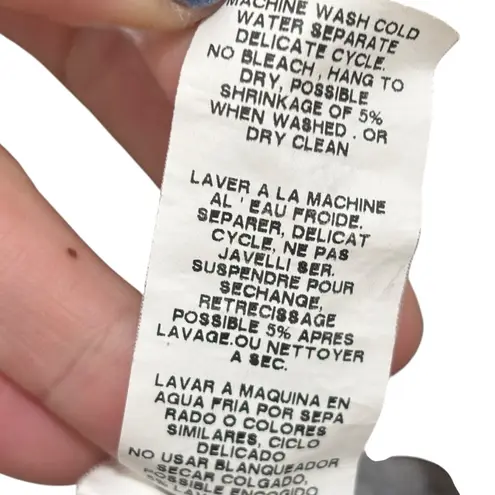 MACHINE WASH COLD
WATER SEPARATE
DELICATE CYCLE.
NO BLEACH , HANG TO
DRY, POSSIBLE
SHRINKAGE OF 5%
WHEN WASHED . OR
DRY CLEAN
LAVER A LA MACHINE
AL ' EAU FROIDE.
SEPARER, DELICAT
CYCLE, NE PAS
JAVELLI SER.
SUSPENDRE POUR
SECHANGE,
RETRECISSAGE
POSSIBLE 5% APRES
LAVAGE.OU NETTOYER
A SEC.
LAVAR A MAQUINA EN
AGUA FRIA POR SEPA
RADO O COLORES
SIMILARES, CICLO
DELICADO
NO USAR BLANQUEADOR
SECAR COLGADO,
POSSIBLE ENCOGIDO